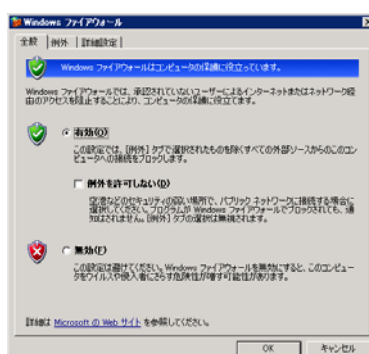 Windows ファイアウォール
全般 例外 詳細設定
Windows ファイアウォールはコンピュータの保護に役立っています。
Windows ファイアウォールでは、承認されていないユーザーによるインターネットまたはネットワーク経
由のアクセスを阻止することにより、コンピュータの保護に役立てます。
有効(O)
この設定では、[例外] タブで選択されたものを除くすべての外部ソースからのこのコン
ピュータへの接続をブロックします。
例外を許可しない(D)
空港などのセキュリティの弱い場所で、パブリック ネットワークに接続する場合に
選択してください。プログラムが Windows ファイアウォールでブロックされても、通
知はされません。[例外] タブの選択は無視されます。
無効(F)
この設定は避けてください。Windows ファイアウォールを無効にすると、このコンピュー
タをウイルスや侵入者にさらす危険性が増す可能性があります。
詳細は Microsoft の Web サイト を参照してください。
OK キャンセル